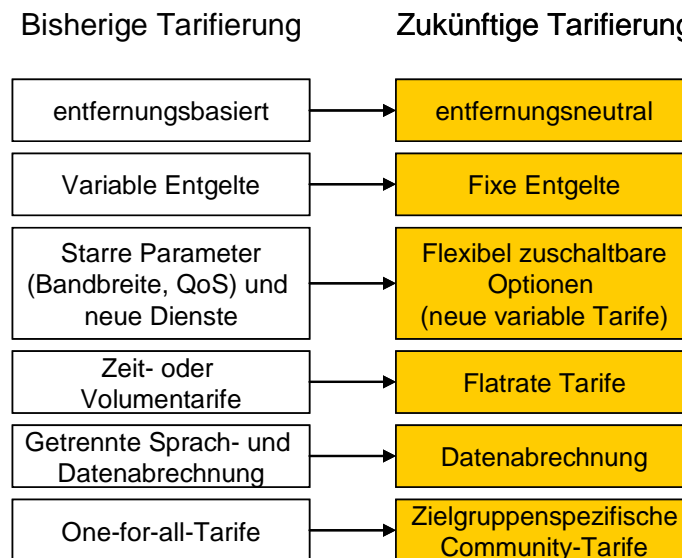 Bisherige Tarifierung
Zukünftige Tarifierung
entfernungsbasiert
entfernungsneutral
Variable Entgelte
Fixe Entgelte
Starre Parameter
(Bandbreite, QoS) und
neue Dienste
Flexibel zuschaltbare
Optionen
(neue variable Tarife)
Zeit- oder
Volumentarife
Flatrate Tarife
Getrennte Sprach- und
Datenabrechnung
Datenabrechnung
One-for-all-Tarife
Zielgruppenspezifische
Community-Tarife